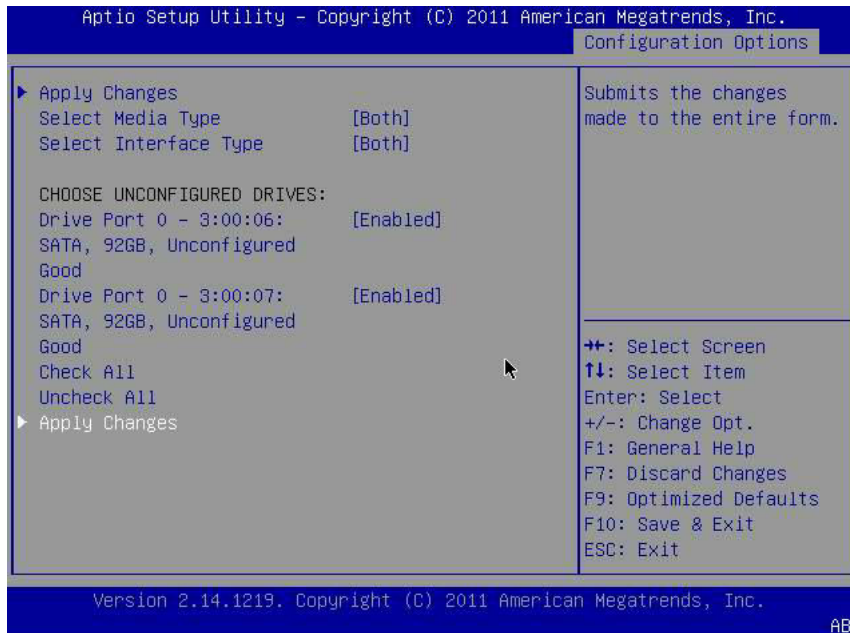 Aptio Setup Utility – Copyright (C) 2011 American Megatrends, Inc.
Configuration Options
Apply Changes
Select Media Type [Both]
Select Interface Type [Both]
CHOOSE UNCONFIGURED DRIVES:
Drive Port 0 – 3:00:06: [Enabled]
SATA, 92GB, Unconfigured
Good
Drive Port 0 – 3:00:07: [Enabled]
SATA, 92GB, Unconfigured
Good
Check All
Uncheck All
Apply Changes
Submits the changes
made to the entire form.
→←: Select Screen
↑↓: Select Item
Enter: Select
+/-: Change Opt.
F1: General Help
F7: Discard Changes
F9: Optimized Defaults
F10: Save & Exit
ESC: Exit
Version 2.14.1219. Copyright (C) 2011 American Megatrends, Inc.
AB